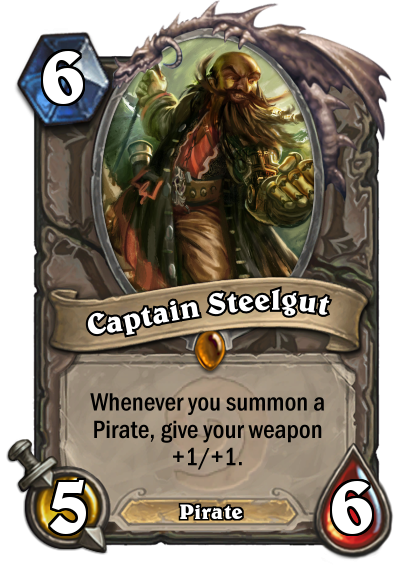 6
Captain Steelgut
Whenever you summon a
Pirate, give your weapon
+1/+1.
5
Pirate
6